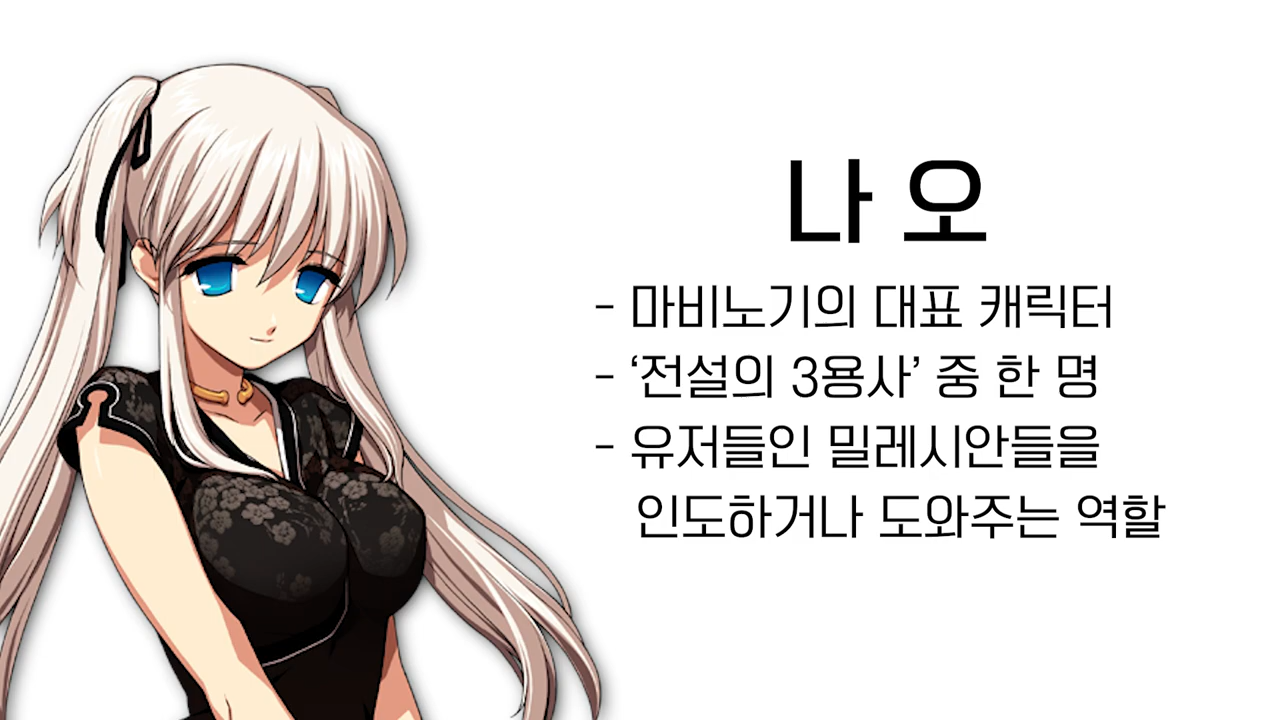 나 오
- 마비노기의 대표 캐릭터
- ‘전설의 3용사’ 중 한 명
- 유저들인 밀레시안들을
인도하거나 도와주는 역할